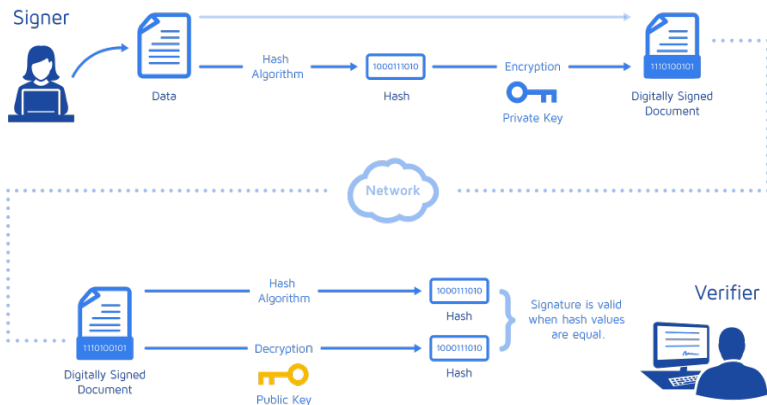 Signer
Data
Hash
Algorithm
1000111010
Hash
Encryption
Private Key
1110100101
Digitally Signed
Document
Network
1110100101
Digitally Signed
Document
Hash
Algorithm
1000111010
Hash
Decryption
Public Key
1000111010
Hash
Signature is valid
when hash values
are equal.
Verifier